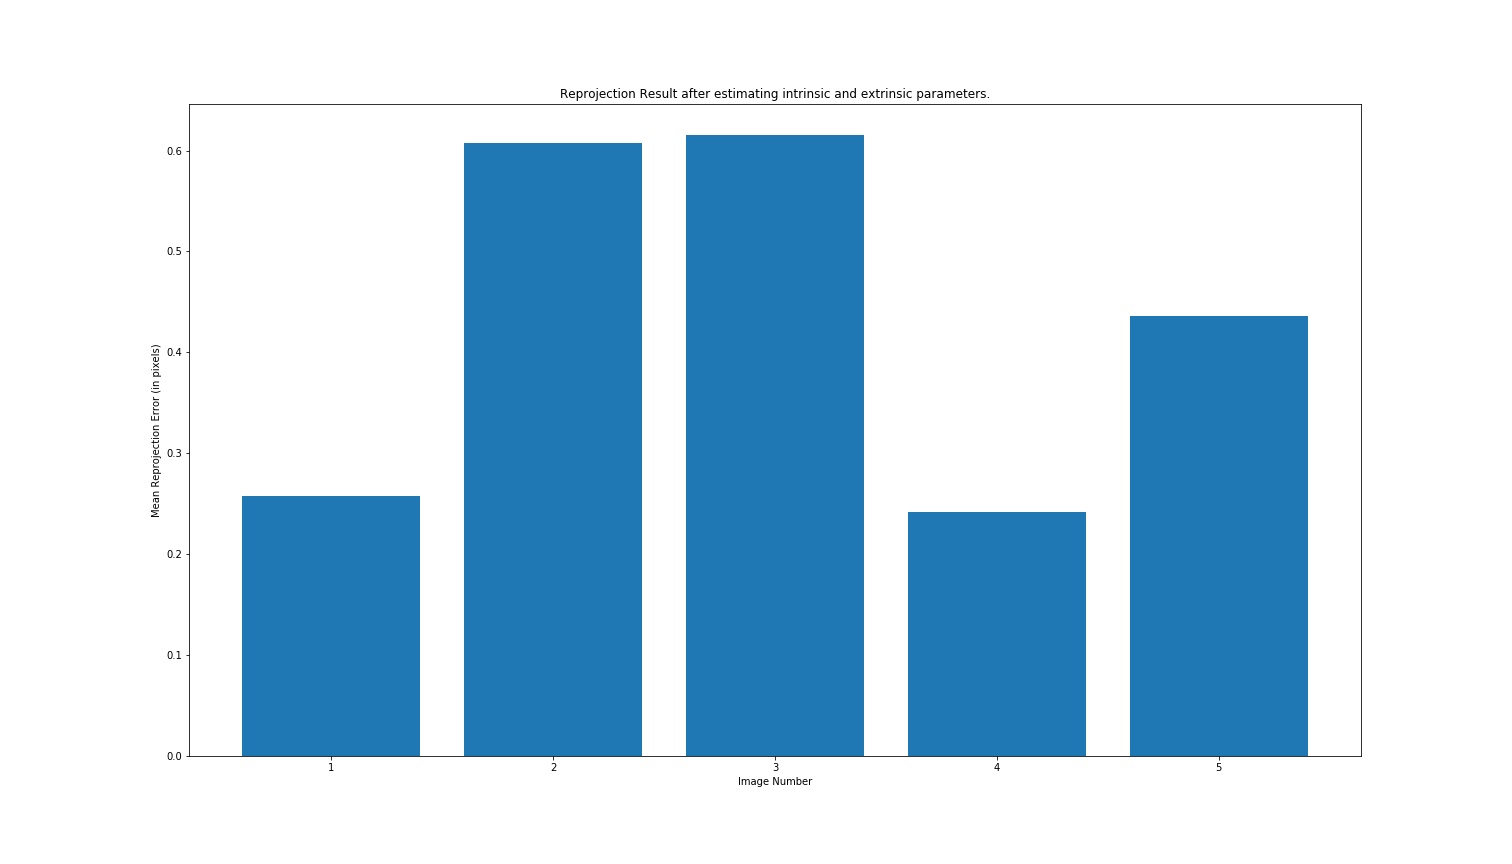 Reprojection Result after estimating intrinsic and extrinsic parameters.
0.6
0.5
0.4
0.3
0.2
0.1
0.0
Mean Reprojection Error (in pixels)
1 2 3 4 5
Image Number